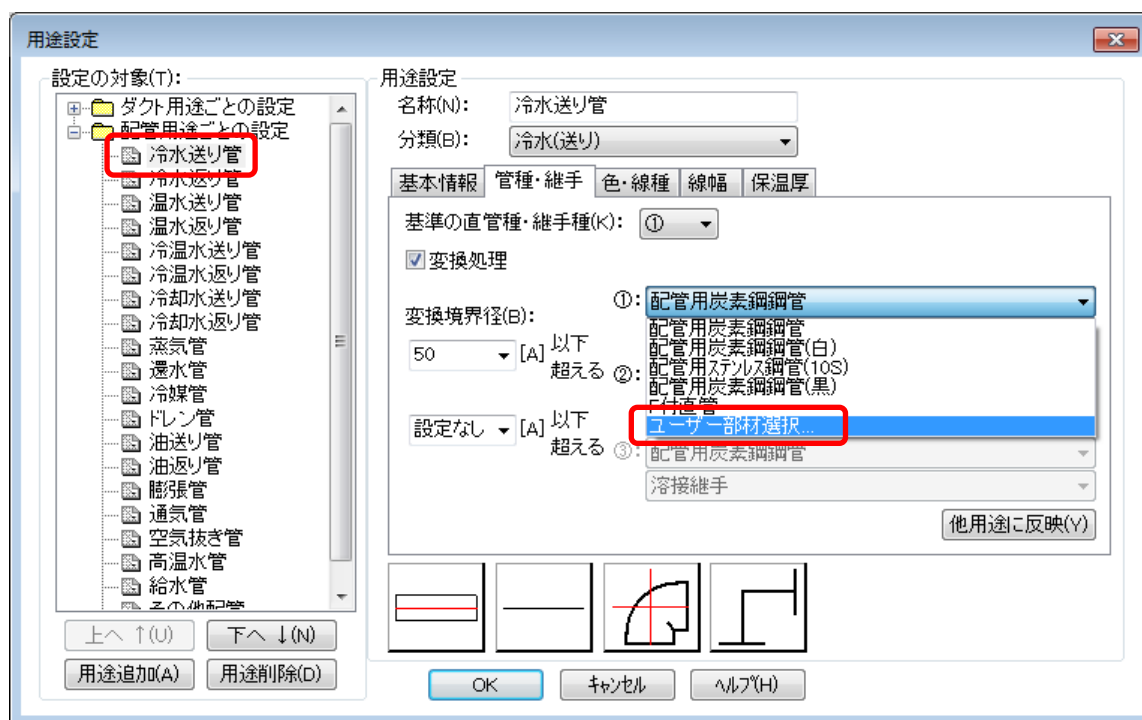 用途設定
設定の対象(T):
ダクト用途ごとの設定
配管用途ごとの設定
冷水送り管
冷水返り管
温水送り管
温水返り管
冷温水送り管
冷温水返り管
冷却水送り管
冷却水返り管
蒸気管
還水管
冷媒管
ドレン管
油送り管
油返り管
膨張管
通気管
空気抜き管
高温水管
給水管
その他配管
上へ ↑(U)
下へ ↓(N)
用途追加(A)
用途削除(D)
用途設定
名称(N): 冷水送り管
分類(B): 冷水(送り)
基本情報 管種・継手 色・線種 線幅 保温厚
基準の直管種・継手種(K): ①
変換処理
変換境界径(B):
①: 配管用炭素鋼鋼管
配管用炭素鋼鋼管
配管用炭素鋼鋼管(白)
配管用ステンレス鋼管(10S)
配管用炭素鋼鋼管(黒)
F付直管
ユーザー部材選択...
50 [A] 以下
超える ②:
設定なし [A] 以下
超える ③: 配管用炭素鋼鋼管
溶接継手
他用途に反映(Y)
OK
キャンセル
ヘルプ(H)